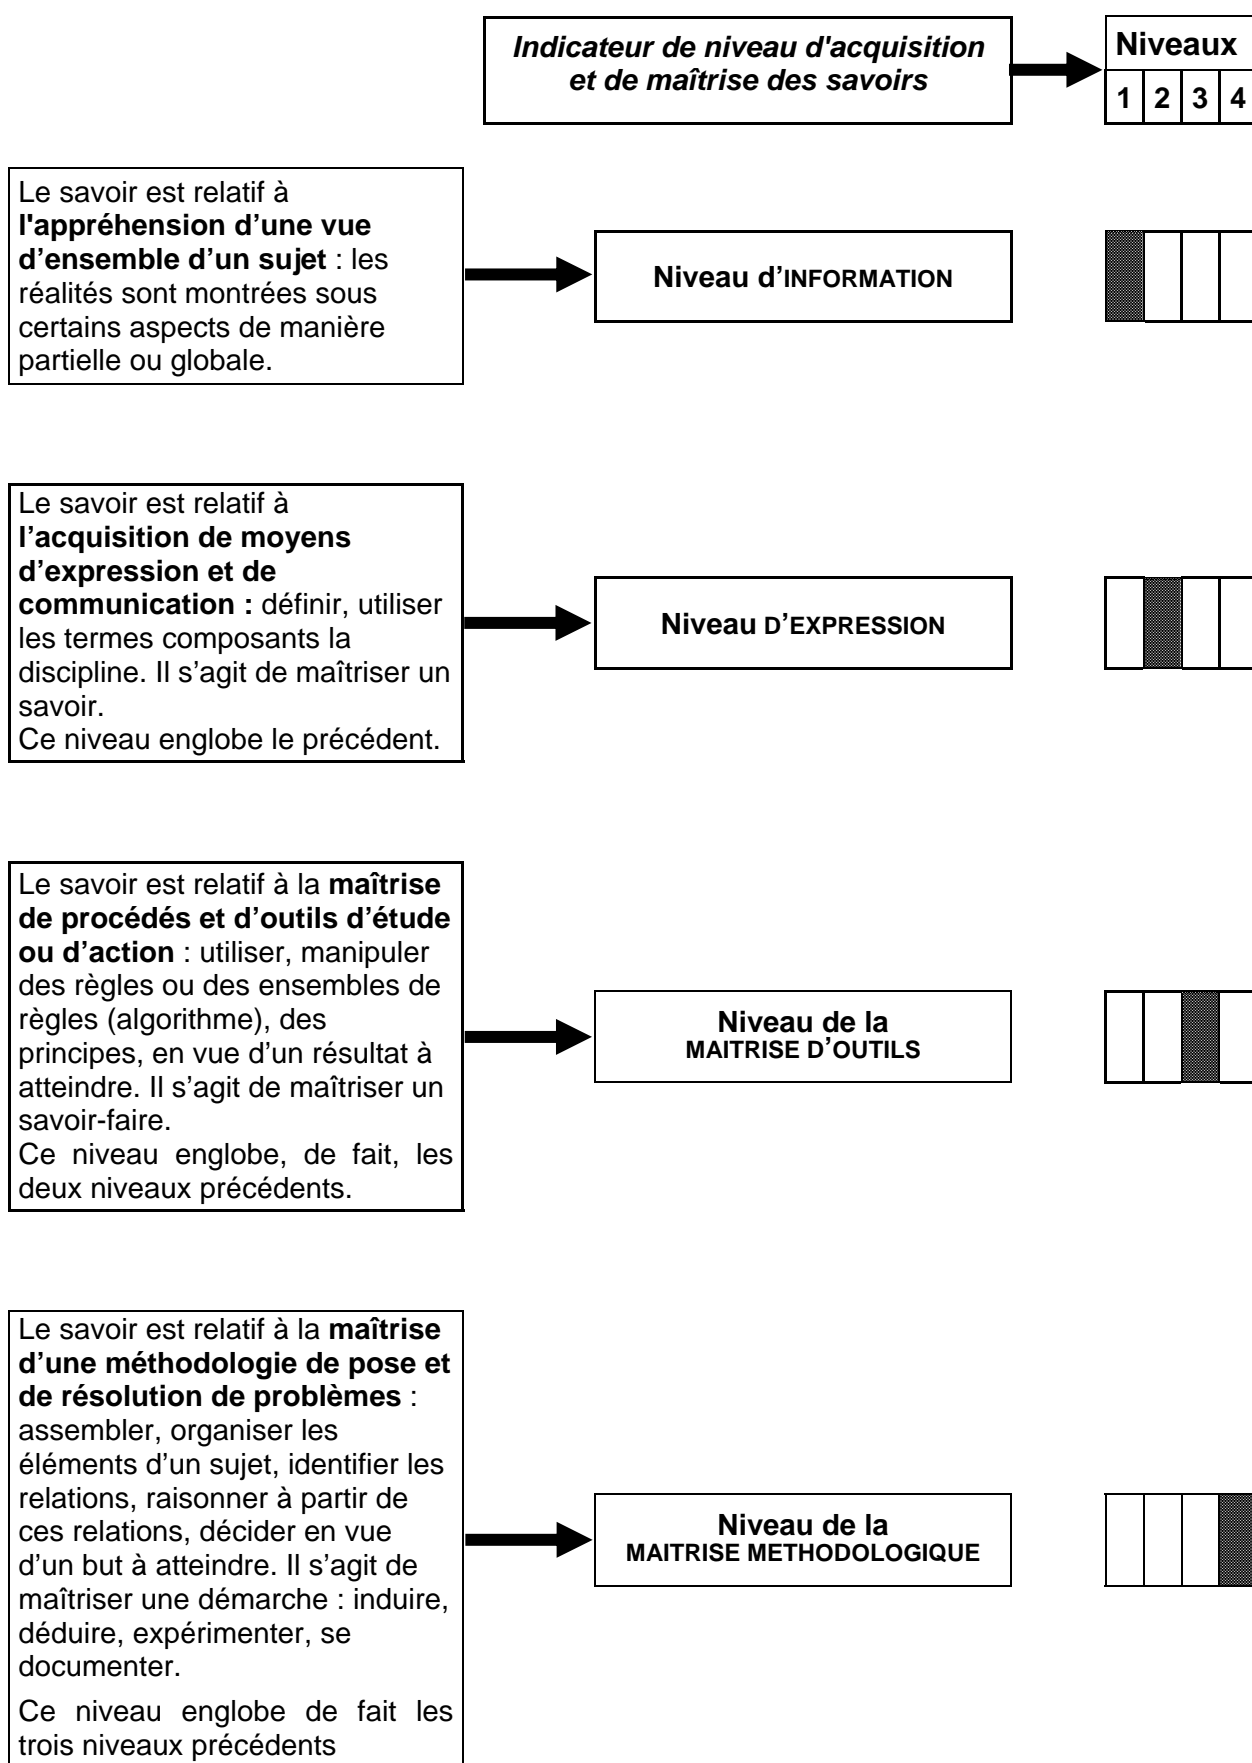 Indicateur de niveau d'acquisition
et de maîtrise des savoirs
Niveaux
1 2 3 4
Le savoir est relatif à
l'appréhension d’une vue
d’ensemble d’un sujet : les
réalités sont montrées sous
certains aspects de manière
partielle ou globale.
Niveau d’INFORMATION
Le savoir est relatif à
l’acquisition de moyens
d’expression et de
communication : définir, utiliser
les termes composants la
discipline. Il s’agit de maîtriser un
savoir.
Ce niveau englobe le précédent.
Niveau D’EXPRESSION
Le savoir est relatif à la maîtrise
de procédés et d’outils d’étude
ou d’action : utiliser, manipuler
des règles ou des ensembles de
règles (algorithme), des
principes, en vue d’un résultat à
atteindre. Il s’agit de maîtriser un
savoir-faire.
Ce niveau englobe, de fait, les
deux niveaux précédents.
Niveau de la
MAITRISE D’OUTILS
Le savoir est relatif à la maîtrise
d’une méthodologie de pose et
de résolution de problèmes :
assembler, organiser les
éléments d’un sujet, identifier les
relations, raisonner à partir de
ces relations, décider en vue
d’un but à atteindre. Il s’agit de
maîtriser une démarche : induire,
déduire, expérimenter, se
documenter.
Ce niveau englobe de fait les
trois niveaux précédents
Niveau de la
MAITRISE METHODOLOGIQUE